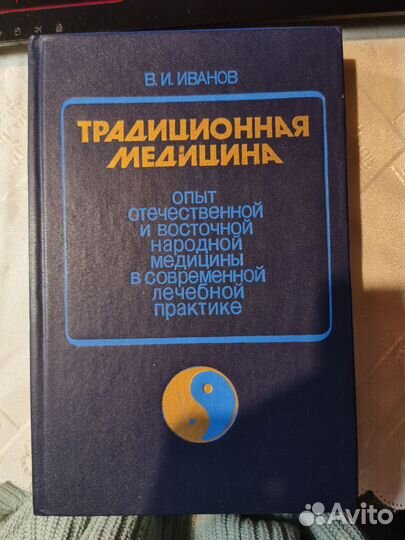 В. И. ИВАНОВ
ТРАДИЦИОННАЯ
МЕДИЦИНА
ОПЫТ
ОТЕЧЕСТВЕННОЙ
И ВОСТОЧНОЙ
НАРОДНОЙ
МЕДИЦИНЫ
В СОВРЕМЕННОЙ
ЛЕЧЕБНОЙ
ПРАКТИКЕ
Avito